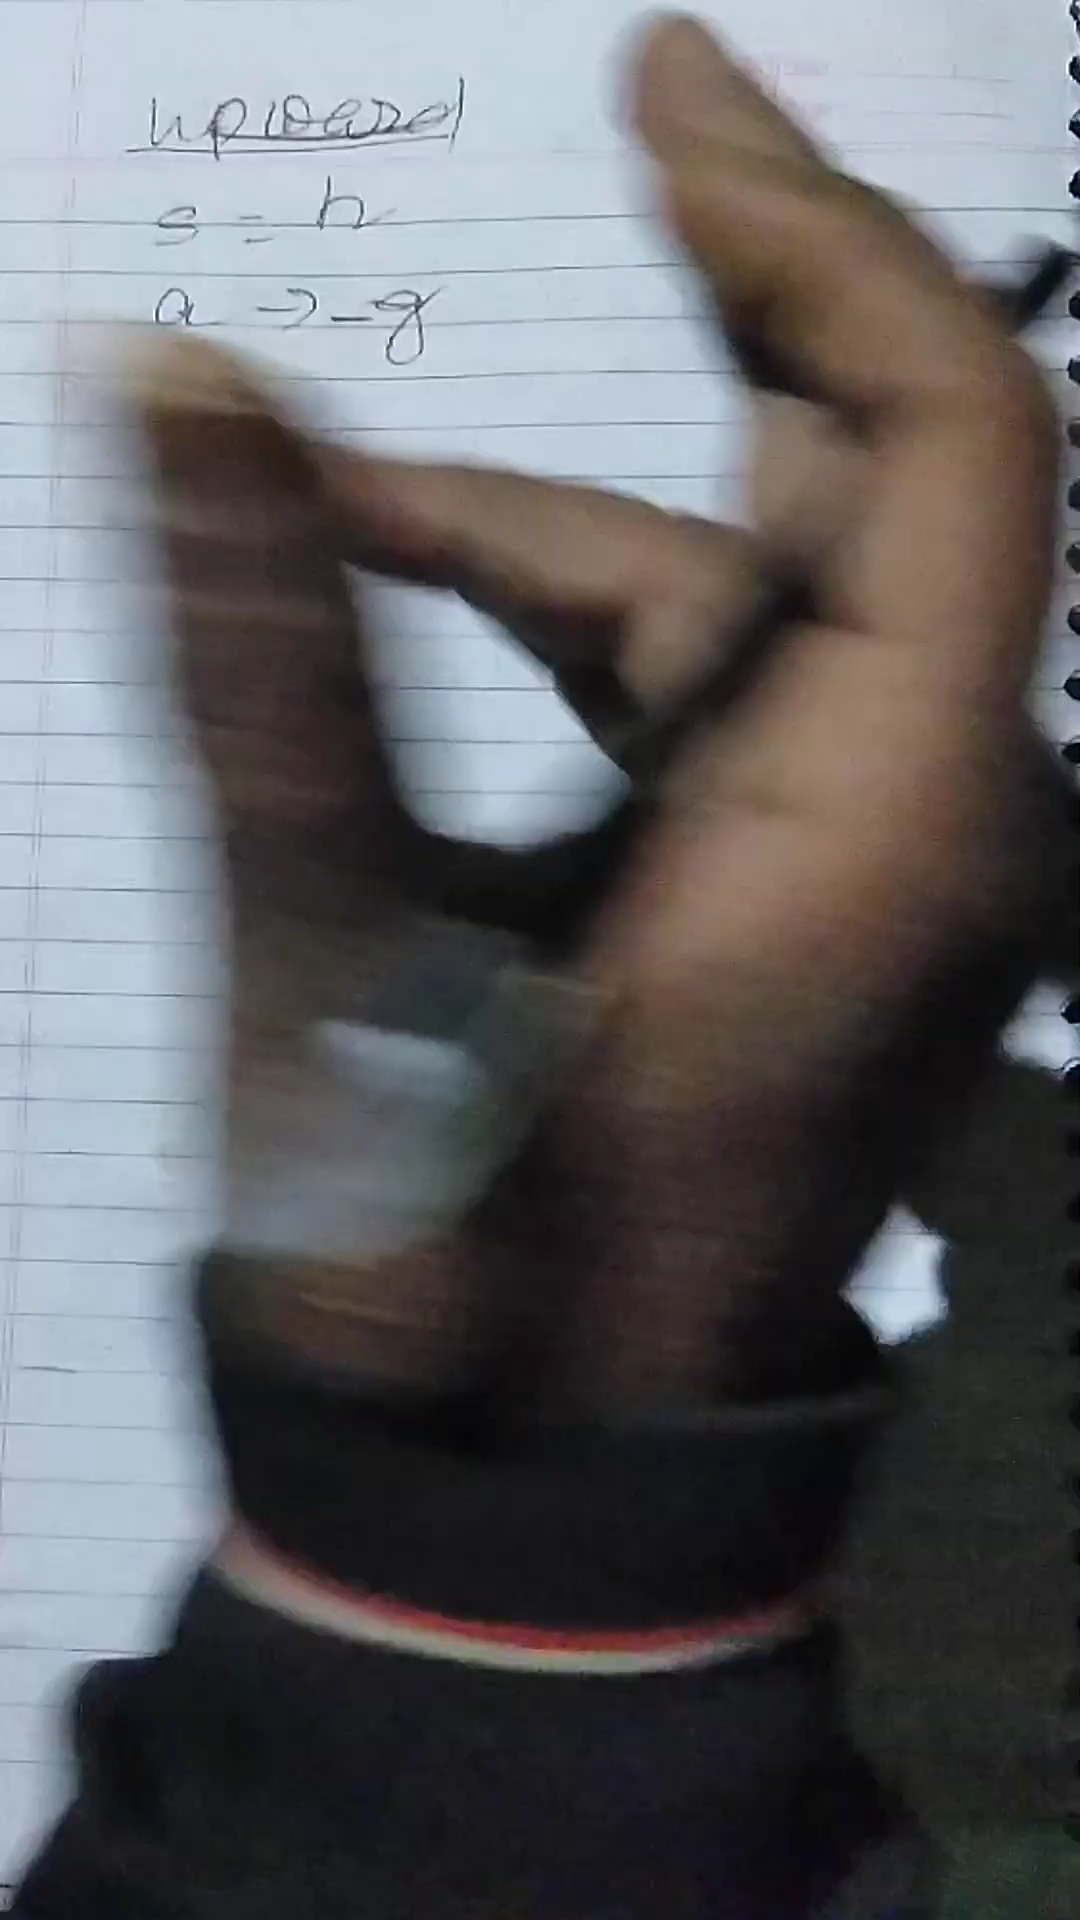 upward
s = h
a → -g